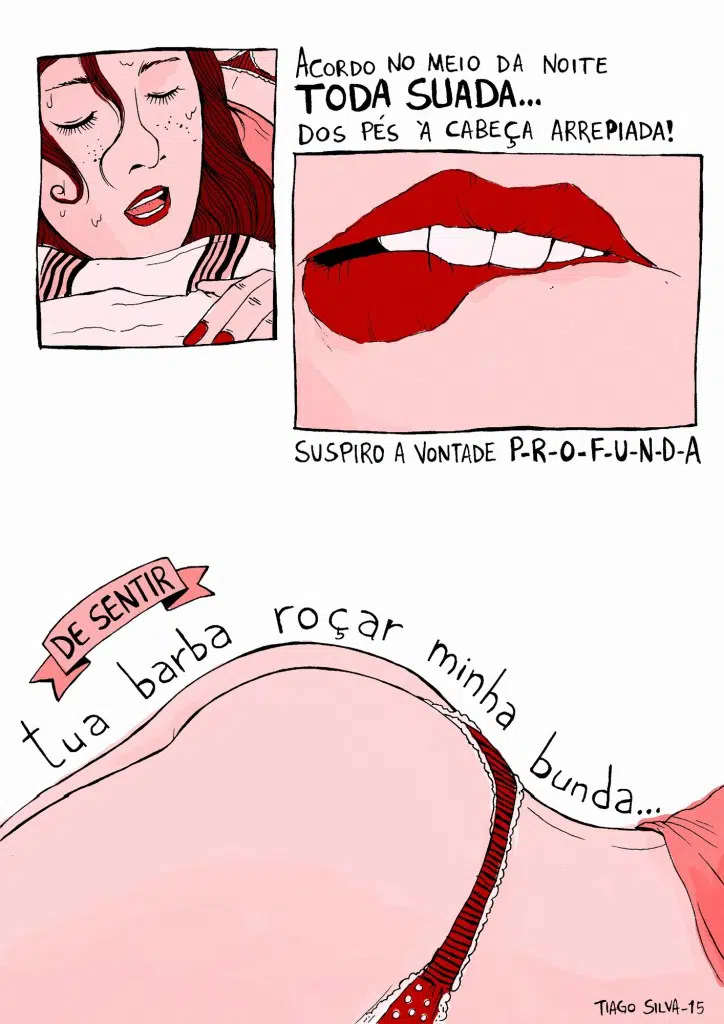 ACORDO NO MEIO DA NOITE
TODA SUADA...
DOS PÉS À CABEÇA ARREPIADA!
SUSPIRO A VONTADE P-R-O-F-U-N-D-A
DE SENTIR
tua barba roçar minha bunda...
TIAGO SILVA-15